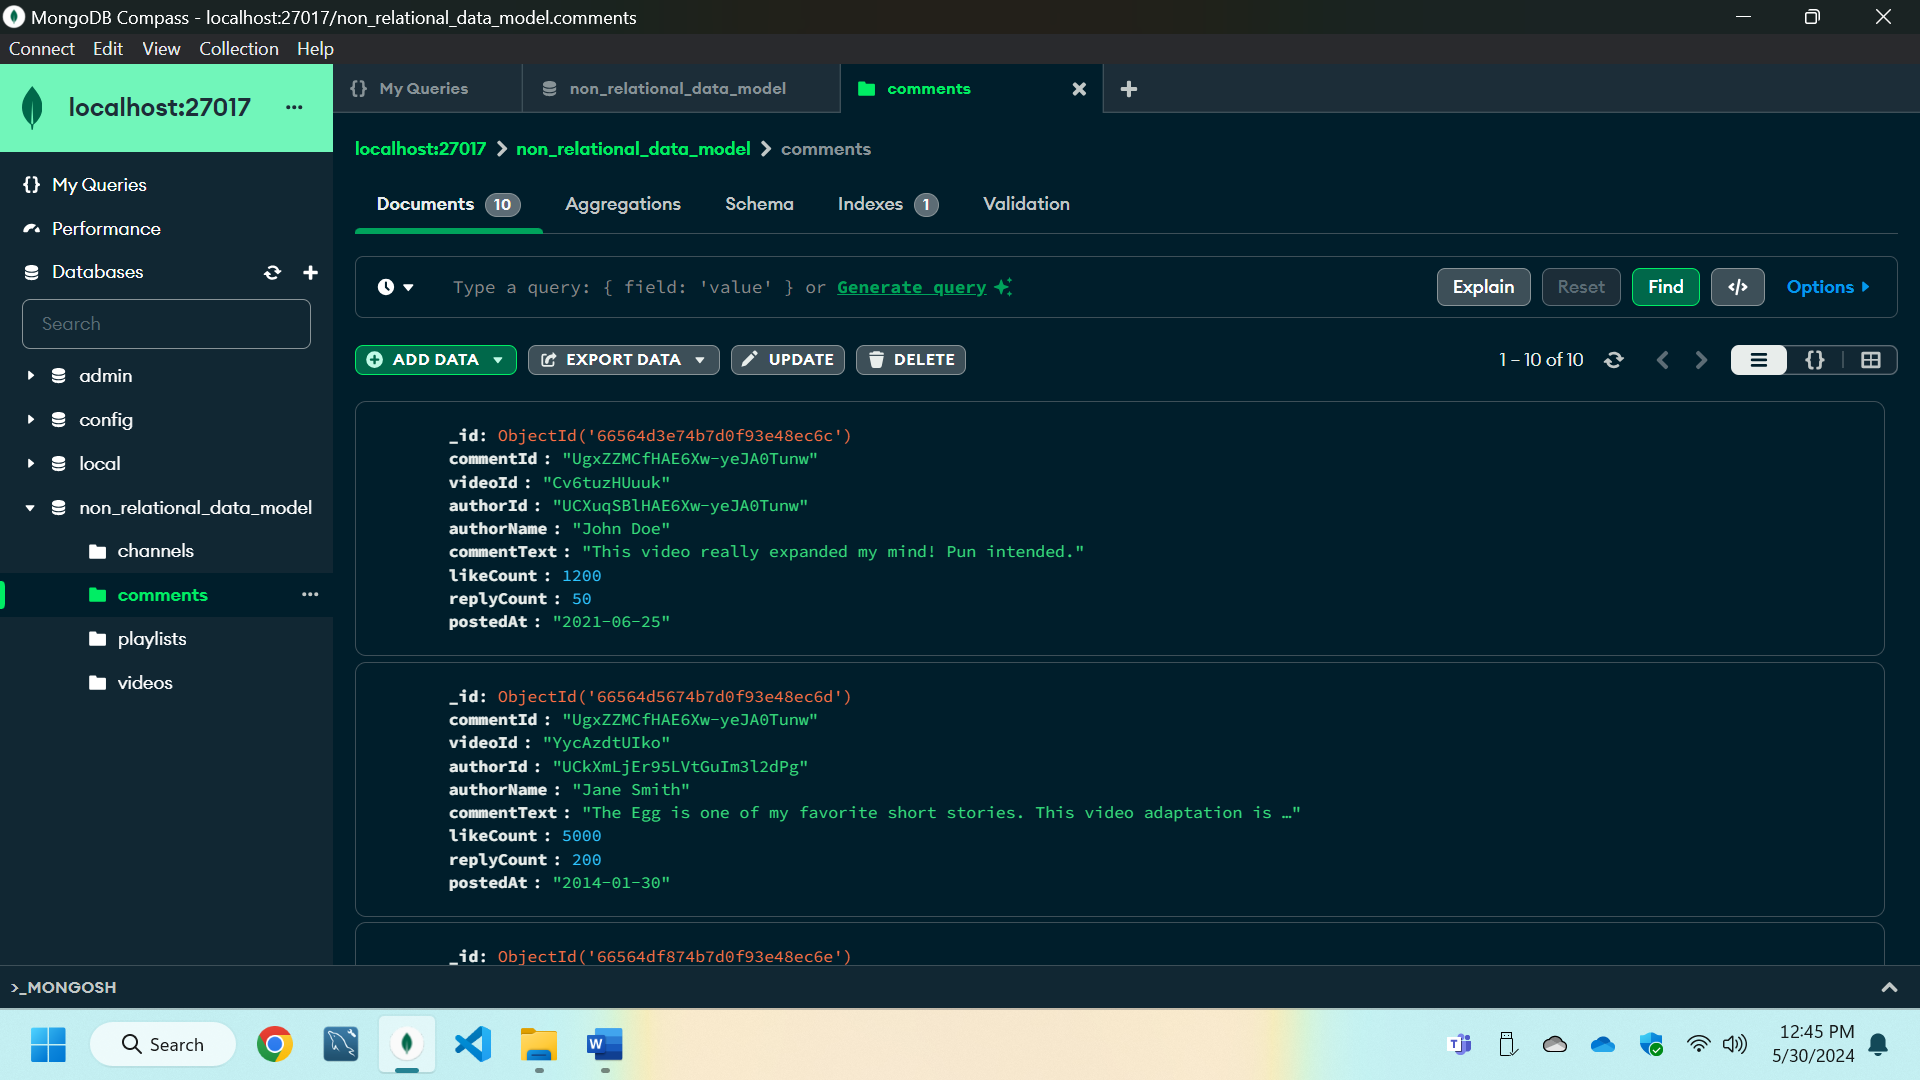 MongoDB Compass - localhost:27017/non_relational_data_model.comments
Connect Edit View Collection Help
localhost:27017 ...
{} My Queries
non_relational_data_model
comments
localhost:27017 > non_relational_data_model > comments
My Queries
Performance
Databases
Search
admin
config
local
non_relational_data_model
channels
comments ...
playlists
videos
Documents 10 Aggregations Schema Indexes 1 Validation
Type a query: { field: 'value' } or Generate query
Explain Reset Find </> Options
ADD DATA EXPORT DATA UPDATE DELETE
1 – 10 of 10 {}
_id: ObjectId('66564d3e74b7d0f93e48ec6c')
commentId : "UgxZZMCfHAE6Xw-yeJA0Tunw"
videoId : "Cv6tuzHUuuk"
authorId : "UCXuqSBlHAE6Xw-yeJA0Tunw"
authorName : "John Doe"
commentText : "This video really expanded my mind! Pun intended."
likeCount : 1200
replyCount : 50
postedAt : "2021-06-25"
_id: ObjectId('66564d5674b7d0f93e48ec6d')
commentId : "UgxZZMCfHAE6Xw-yeJA0Tunw"
videoId : "YycAzdtUIko"
authorId : "UCkXmLjEr95LVtGuIm3l2dPg"
authorName : "Jane Smith"
commentText : "The Egg is one of my favorite short stories. This video adaptation is …"
likeCount : 5000
replyCount : 200
postedAt : "2014-01-30"
_id: ObjectId('66564df874b7d0f93e48ec6e')
>_MONGOSH
Search
12:45 PM
5/30/2024